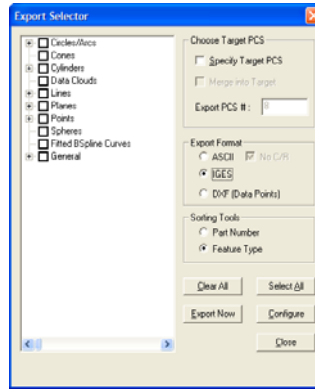 Export Selector
Circles/Arcs
Cones
Cylinders
Data Clouds
Lines
Planes
Points
Spheres
Fitted BSpline Curves
General
Choose Target PCS
Specify Target PCS
Merge into Target
Export PCS #:
Export Format
ASCII No C/R
IGES
DXF (Data Points)
Sorting Tools
Part Number
Feature Type
Clear All Select All
Export Now Configure
Close